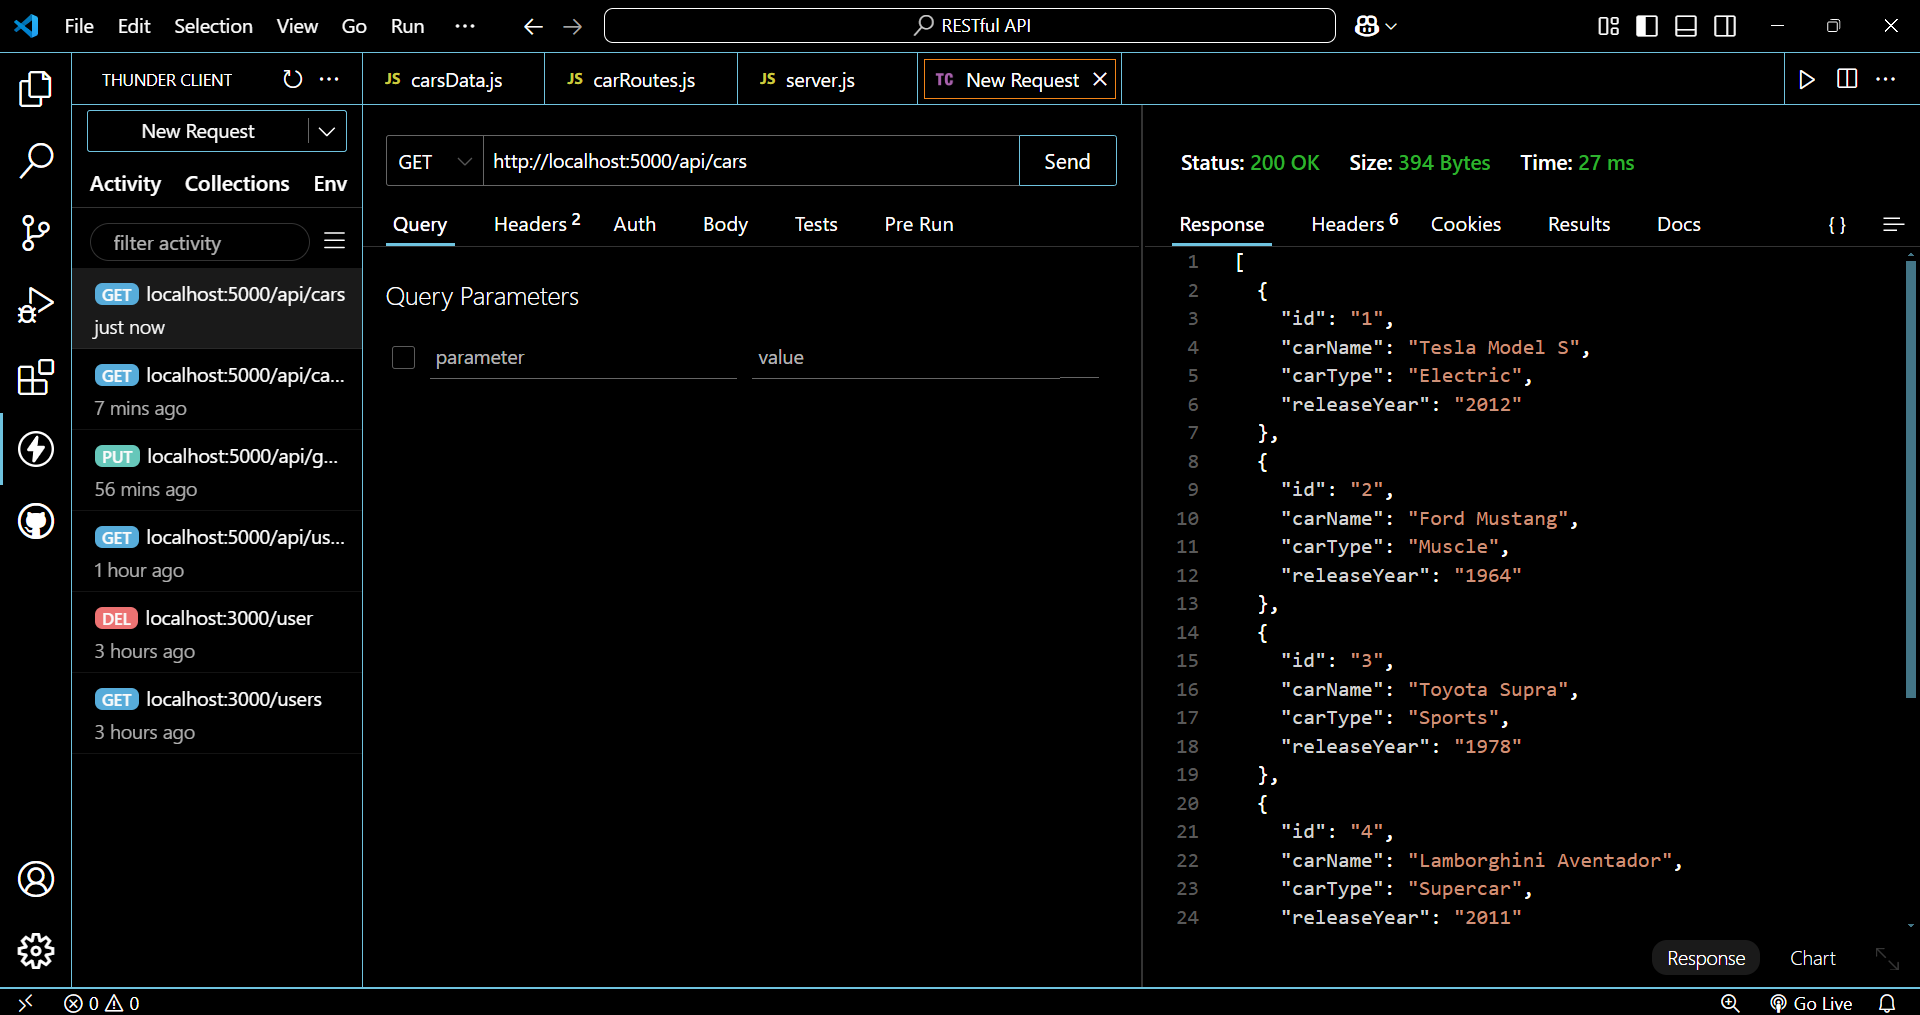 File Edit Selection View Go Run ··· RESTful API
THUNDER CLIENT ···
JS carsData.js JS carRoutes.js JS server.js TC New Request ···
New Request
Activity Collections Env
filter activity
GET localhost:5000/api/cars
just now
GET localhost:5000/api/ca...
7 mins ago
PUT localhost:5000/api/g...
56 mins ago
GET localhost:5000/api/us...
1 hour ago
DEL localhost:3000/user
3 hours ago
GET localhost:3000/users
3 hours ago
GET http://localhost:5000/api/cars Send
Query Headers 2 Auth Body Tests Pre Run
Query Parameters
parameter value
Status: 200 OK Size: 394 Bytes Time: 27 ms
Response Headers 6 Cookies Results Docs { }
1 [
2 {
3 "id": "1",
4 "carName": "Tesla Model S",
5 "carType": "Electric",
6 "releaseYear": "2012"
7 },
8 {
9 "id": "2",
10 "carName": "Ford Mustang",
11 "carType": "Muscle",
12 "releaseYear": "1964"
13 },
14 {
15 "id": "3",
16 "carName": "Toyota Supra",
17 "carType": "Sports",
18 "releaseYear": "1978"
19 },
20 {
21 "id": "4",
22 "carName": "Lamborghini Aventador",
23 "carType": "Supercar",
24 "releaseYear": "2011"
Response Chart
0 0 Go Live